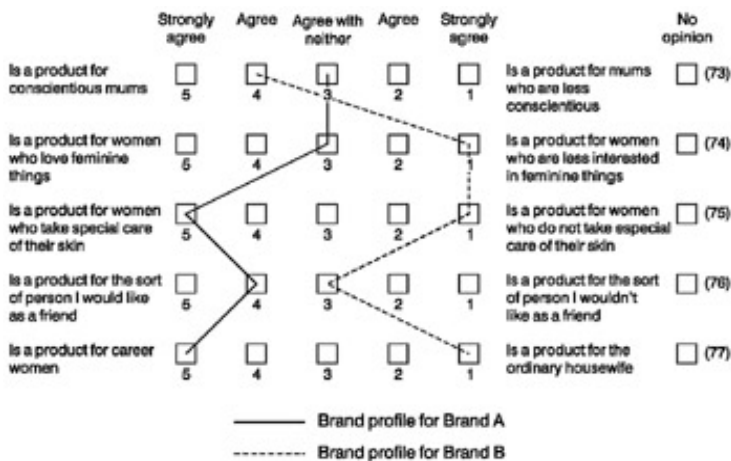 Strongly agree Agree Agree with neither Agree Strongly agree No opinion
Is a product for conscientious mums 5 4 3 2 1 Is a product for mums who are less conscientious (73)
Is a product for women who love feminine things 5 4 3 2 1 Is a product for women who are less interested in feminine things (74)
Is a product for women who take special care of their skin 5 4 3 2 1 Is a product for women who do not take especial care of their skin (75)
Is a product for the sort of person I would like as a friend 5 4 3 2 1 Is a product for the sort of person I wouldn't like as a friend (76)
Is a product for career women 5 4 3 2 1 Is a product for the ordinary housewife (77)
Brand profile for Brand A
Brand profile for Brand B